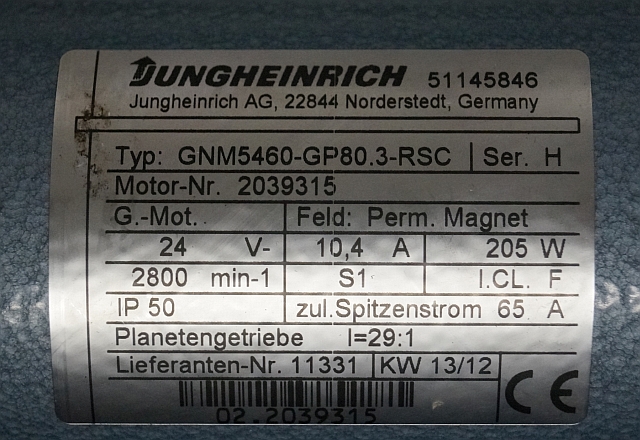 JUNGHEINRICH 51145846
Jungheinrich AG, 22844 Norderstedt, Germany
Typ: GNM5460-GP80.3-RSC Ser. H
Motor-Nr. 2039315
G.-Mot. Feld: Perm. Magnet
24 V- 10,4 A 205 W
2800 min-1 S1 I.CL. F
IP 50 zul.Spitzenstrom 65 A
Planetengetriebe I=29:1
Lieferanten-Nr. 11331 KW 13/12
CE
02.2039315